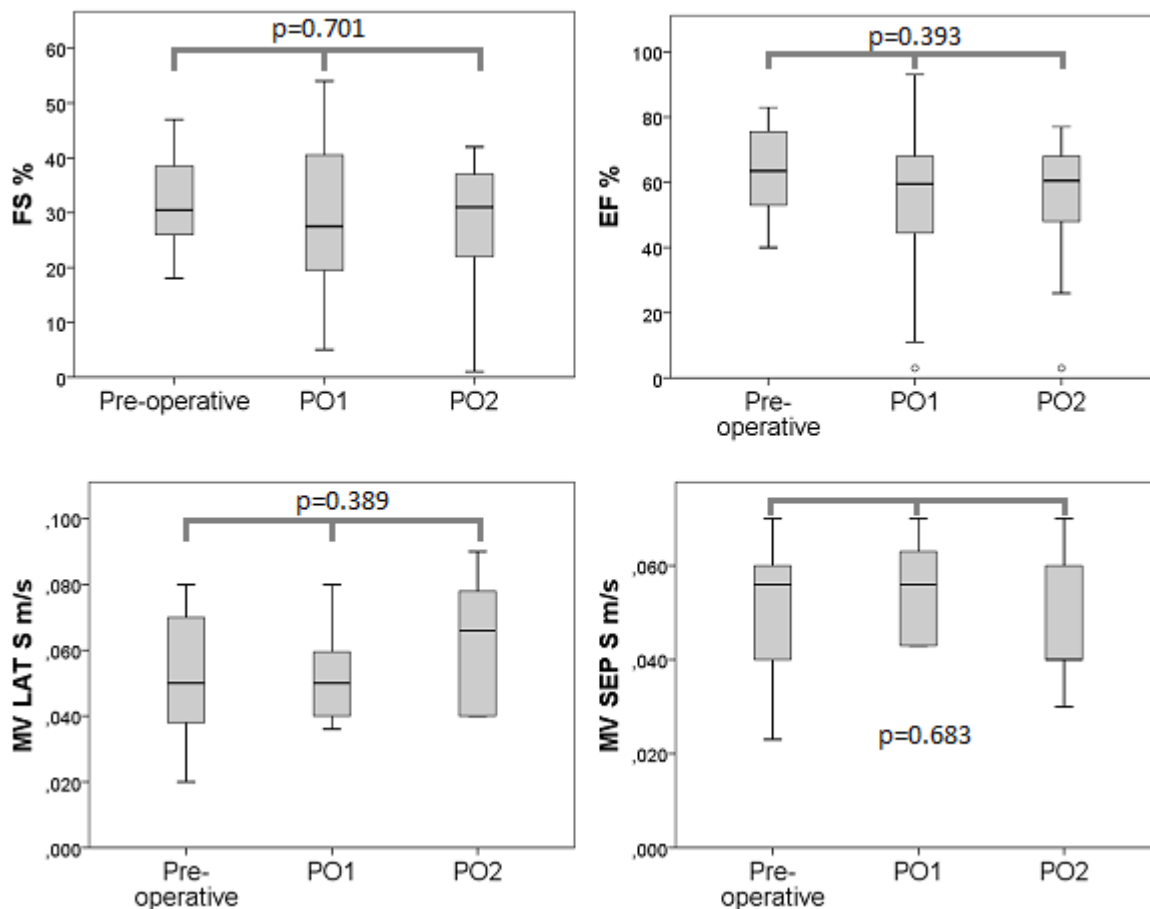 p=0.701
FS %
60
50
40
30
20
10
0
Pre-operative
PO1
PO2
p=0.393
EF %
100
80
60
40
20
0
Pre-
operative
PO1
PO2
p=0.389
MV LAT S m/s
,100
,080
,060
,040
,020
,000
Pre-
operative
PO1
PO2
MV SEP S m/s
,060
,040
,020
,000
p=0.683
Pre-
operative
PO1
PO2